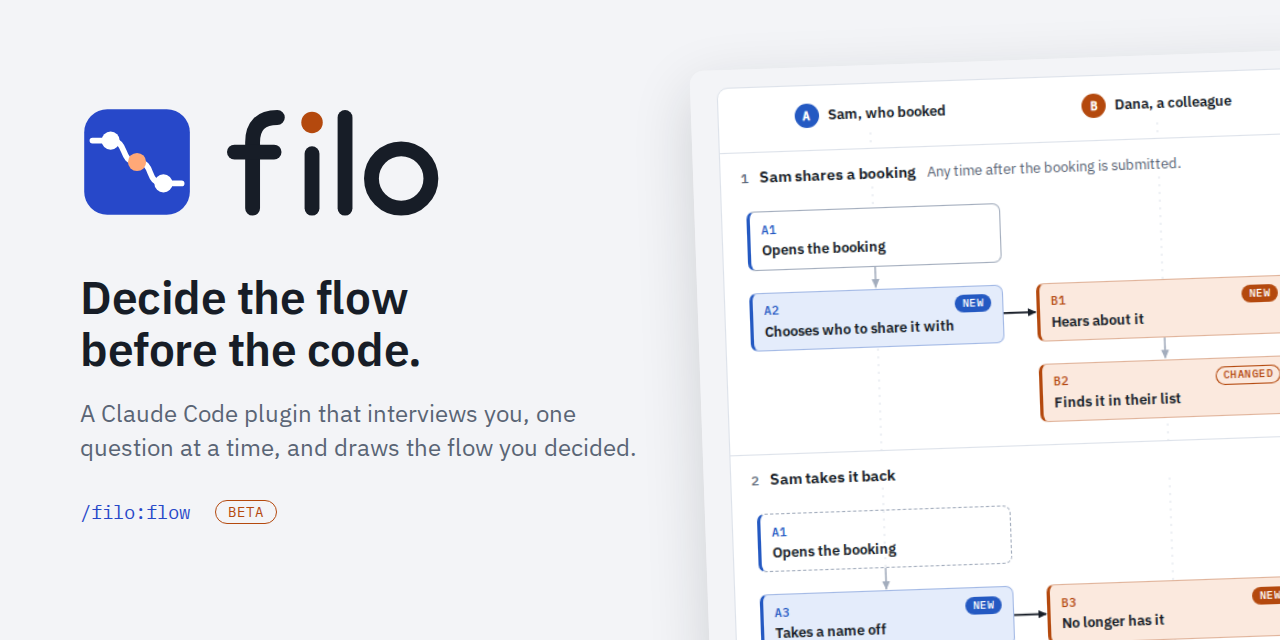 filo
Decide the flow
before the code.
A Claude Code plugin that interviews you, one
question at a time, and draws the flow you decided.
/filo:flow
BETA
A Sam, who booked
B Dana, a colleague
1 Sam shares a booking Any time after the booking is submitted.
A1
Opens the booking
A2 NEW
Chooses who to share it with
B1 NEW
Hears about it
B2 CHANGED
Finds it in their list
2 Sam takes it back
A1
Opens the booking
A3 NEW
Takes a name off
B3 NEW
No longer has it